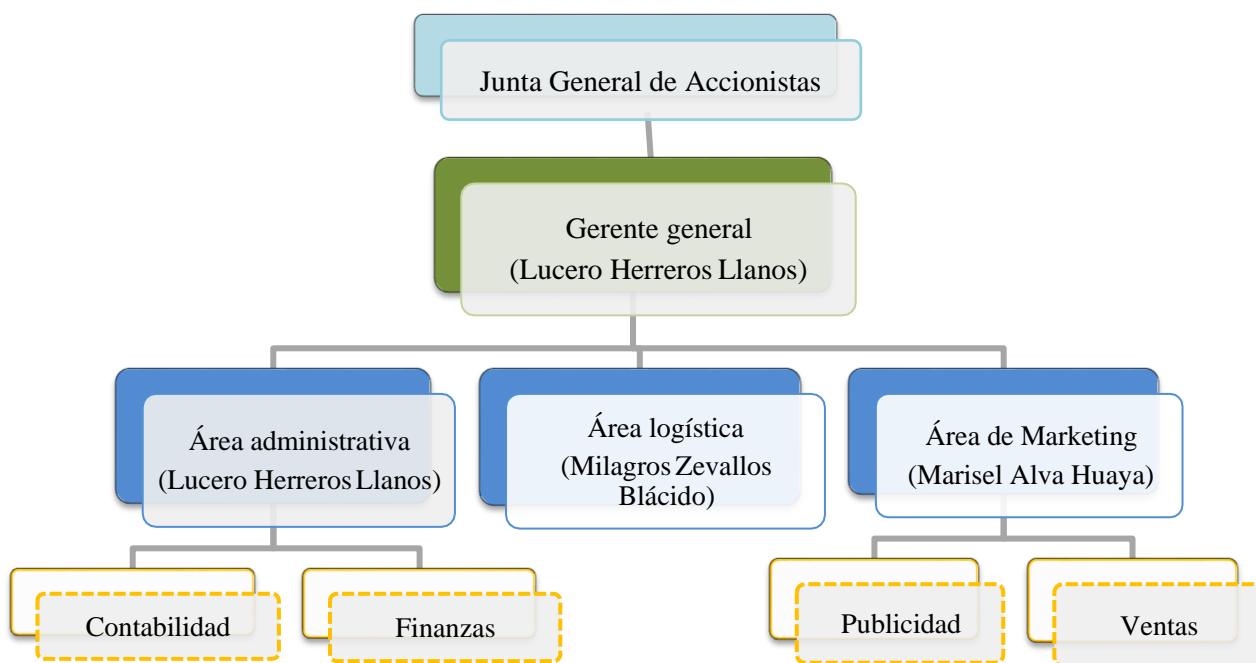 Junta General de Accionistas
Gerente general
(Lucero Herreros Llanos)
Área administrativa
(Lucero Herreros Llanos)
Área logística
(Milagros Zevallos
Blácido)
Área de Marketing
(Marisel Alva Huaya)
Contabilidad
Finanzas
Publicidad
Ventas